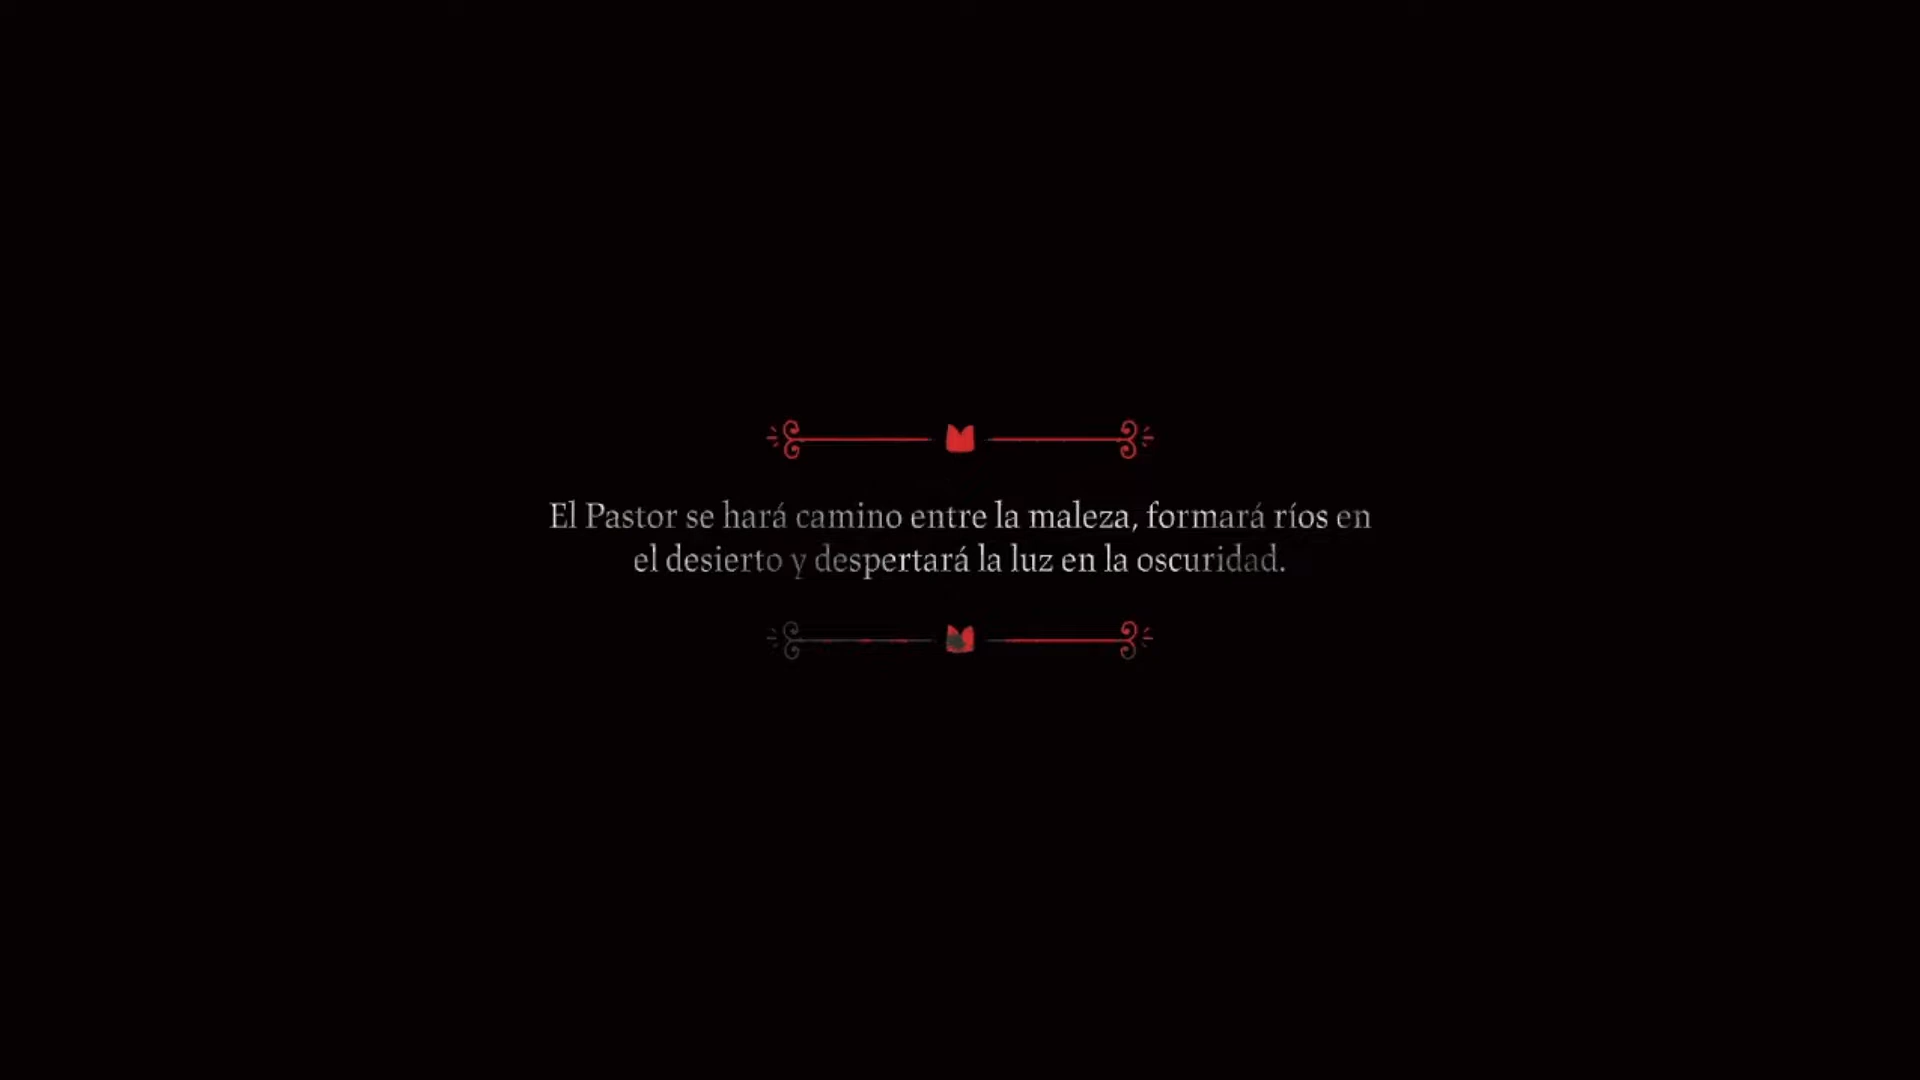 El Pastor se hará camino entre la maleza, formará ríos en
el desierto y despertará la luz en la oscuridad.